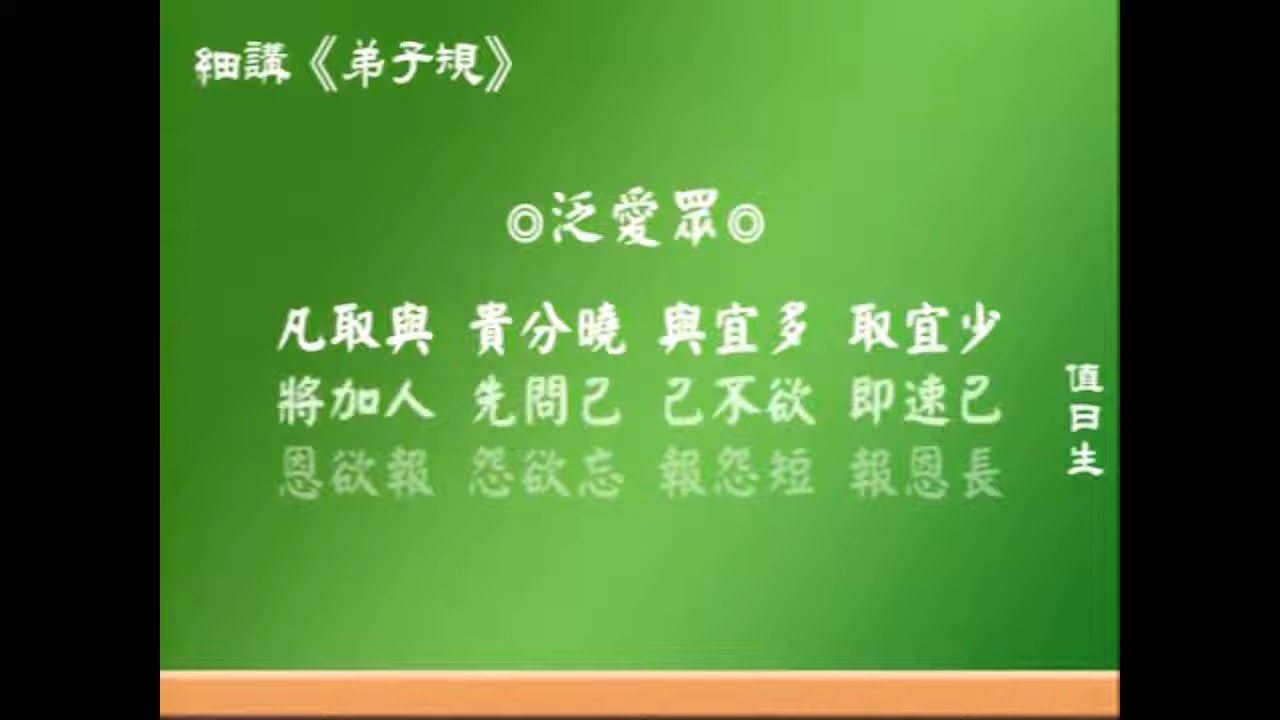 細講《弟子規》
◎泛愛眾◎
凡取與 貴分曉 與宜多 取宜少
將加人 先問己 己不欲 即速已
恩欲報 怨欲忘 報怨短 報恩長
值日生